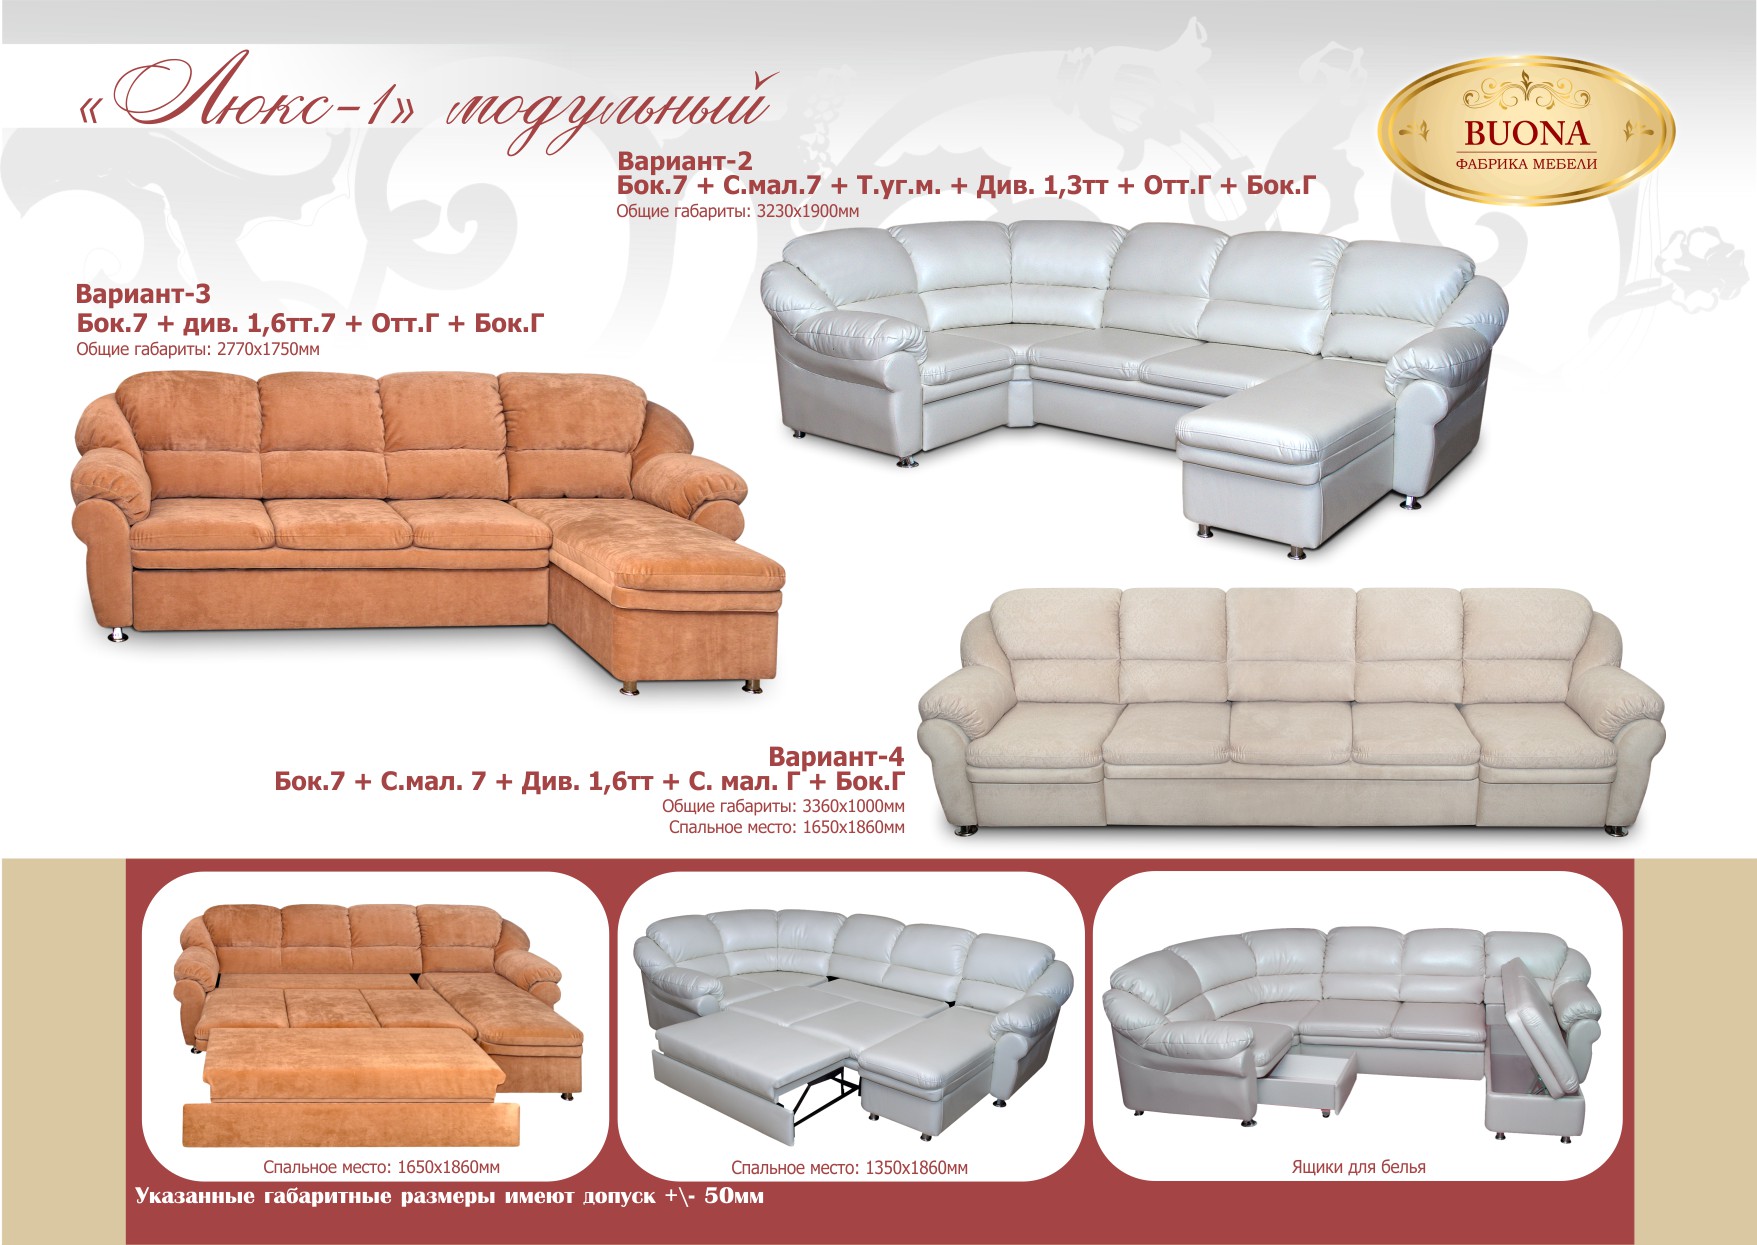 «Люкс-1» модульный
BUONA
ФАБРИКА МЕБЕЛИ
Вариант-2
Бок.7 + С.мал.7 + Т.уг.м. + Див. 1,3тт + Отт.Г + Бок.Г
Общие габариты: 3230х1900мм
Вариант-3
Бок.7 + див. 1,6тт.7 + Отт.Г + Бок.Г
Общие габариты: 2770х1750мм
Вариант-4
Бок.7 + С.мал. 7 + Див. 1,6тт + С. мал. Г + Бок.Г
Общие габариты: 3360х1000мм
Спальное место: 1650х1860мм
Спальное место: 1650х1860мм
Спальное место: 1350х1860мм
Ящики для белья
Указанные габаритные размеры имеют допуск +\- 50мм